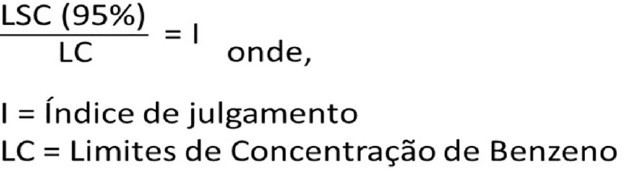 LSC (95%)
LC
= I
onde,
I = Índice de julgamento
LC = Limites de Concentração de Benzeno